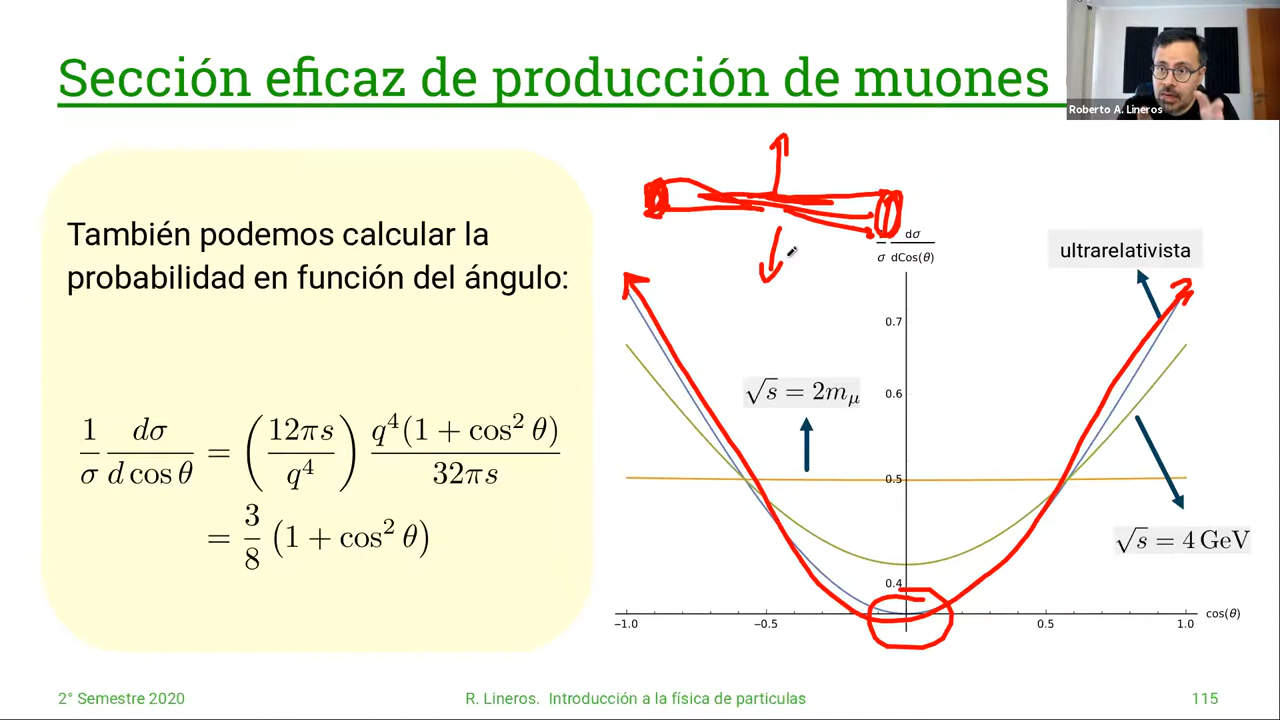 Sección eficaz de producción de muones
Roberto A. Lineros
También podemos calcular la
probabilidad en función del ángulo:
1/σ dσ/(d cos θ) = (12πs/q⁴) q⁴(1 + cos² θ)/(32πs)
= 3/8 (1 + cos² θ)
1/σ dσ/dCos(θ)
ultrarelativista
0.7
√s = 2mμ
0.6
0.5
√s = 4 GeV
0.4
−1.0 −0.5 0.5 1.0 cos(θ)
2° Semestre 2020
R. Lineros. Introducción a la física de particulas
115